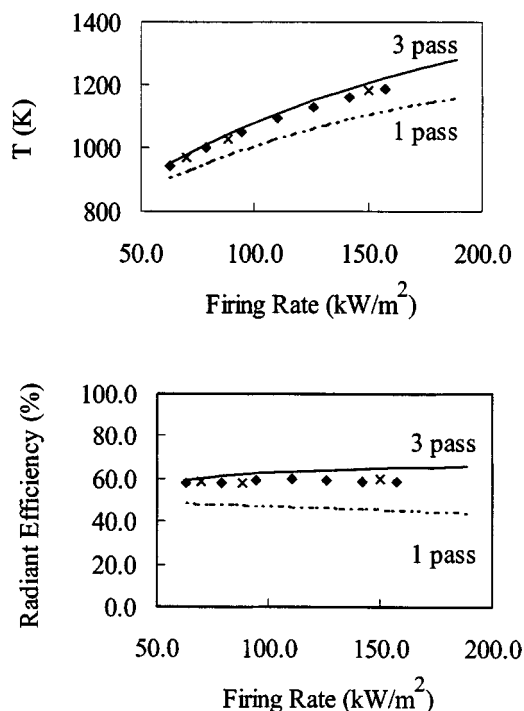 1400
1200
1000
800
T (K)
3 pass
1 pass
50.0 100.0 150.0 200.0
Firing Rate (kW/m²)
100.0
80.0
60.0
40.0
20.0
0.0
Radiant Efficiency (%)
3 pass
1 pass
50.0 100.0 150.0 200.0
Firing Rate (kW/m²)